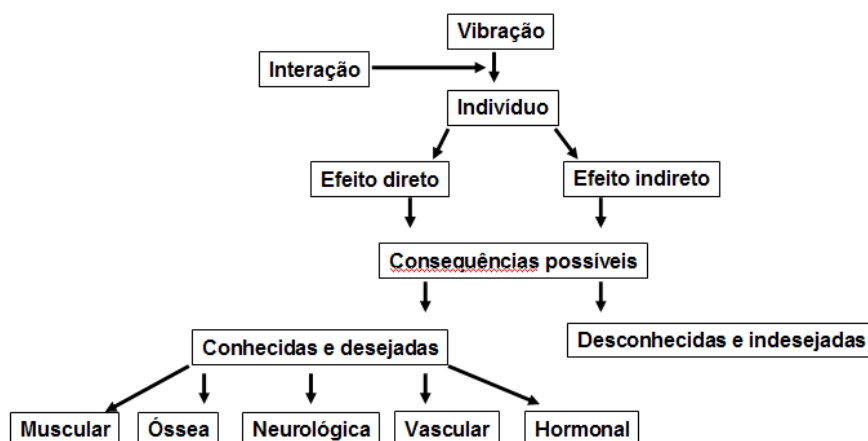 Vibração
Interação
Indivíduo
Efeito direto
Efeito indireto
Consequências possíveis
Conhecidas e desejadas
Desconhecidas e indesejadas
Muscular
Óssea
Neurológica
Vascular
Hormonal